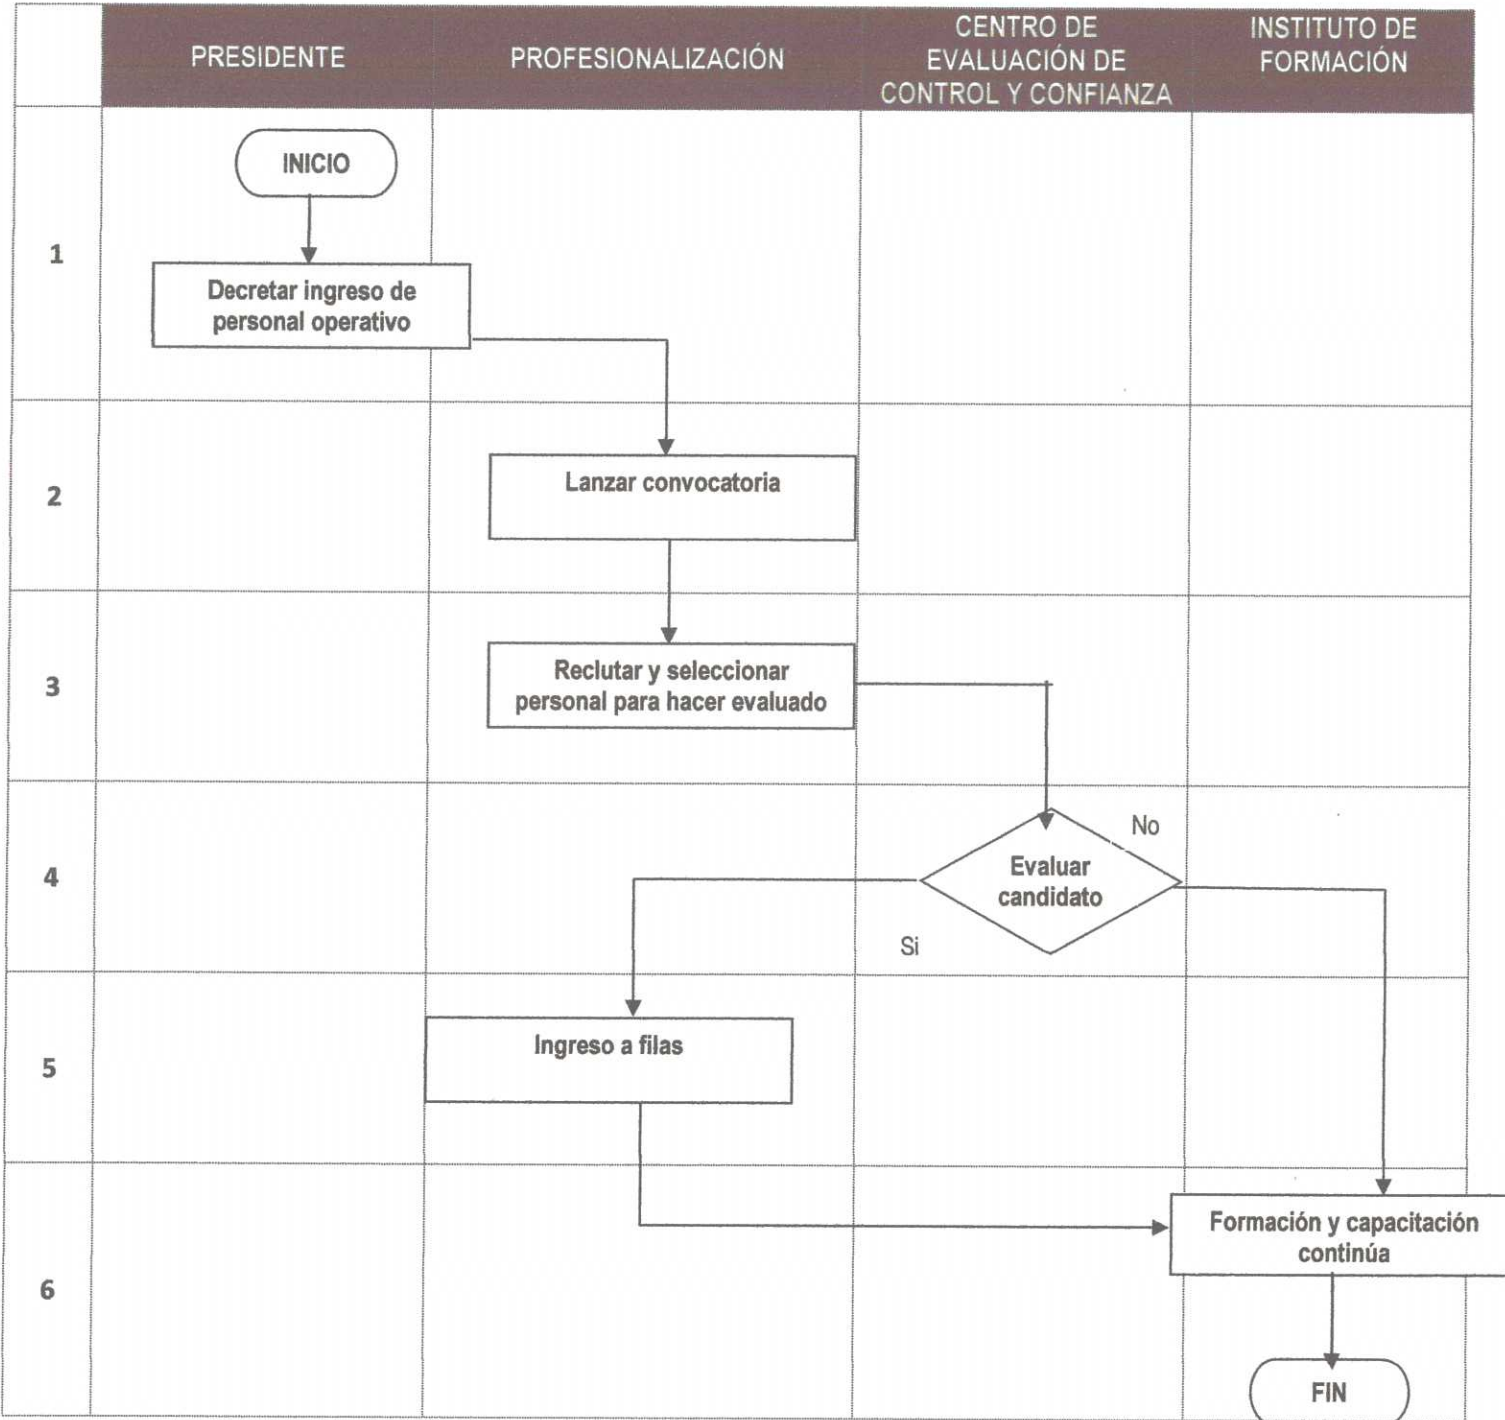 PRESIDENTE
PROFESIONALIZACIÓN
CENTRO DE
EVALUACIÓN DE
CONTROL Y CONFIANZA
INSTITUTO DE
FORMACIÓN
1
INICIO
Decretar ingreso de
personal operativo
2
Lanzar convocatoria
3
Reclutar y seleccionar
personal para hacer evaluado
4
No
Evaluar
candidato
Si
5
Ingreso a filas
6
Formación y capacitación
continúa
FIN